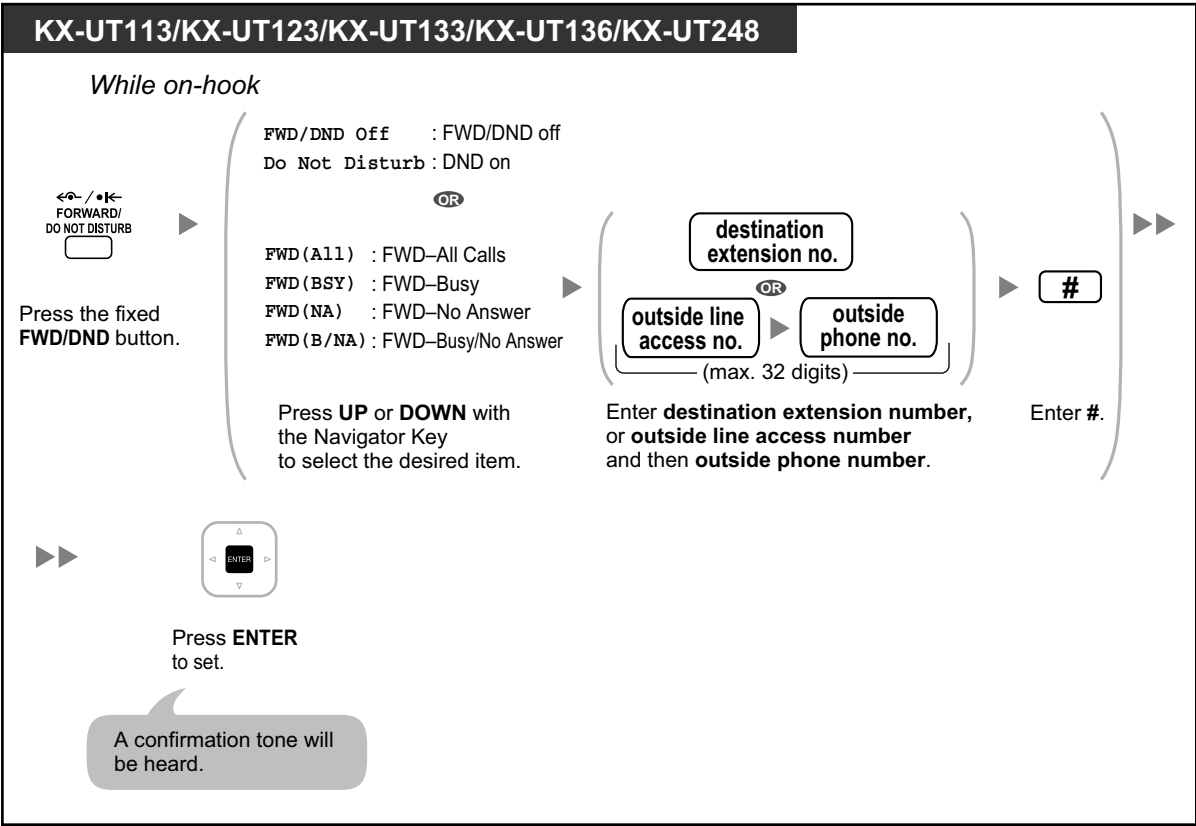 KX-UT113/KX-UT123/KX-UT133/KX-UT136/KX-UT248
While on-hook
FORWARD/
DO NOT DISTURB
Press the fixed
FWD/DND button.
FWD/DND Off : FWD/DND off
Do Not Disturb : DND on
OR
FWD(All) : FWD–All Calls
FWD(BSY) : FWD–Busy
FWD(NA) : FWD–No Answer
FWD(B/NA) : FWD–Busy/No Answer
Press UP or DOWN with
the Navigator Key
to select the desired item.
destination
extension no.
OR
outside line
access no.
outside
phone no.
(max. 32 digits)
Enter destination extension number,
or outside line access number
and then outside phone number.
#
Enter #.
ENTER
Press ENTER
to set.
A confirmation tone will
be heard.